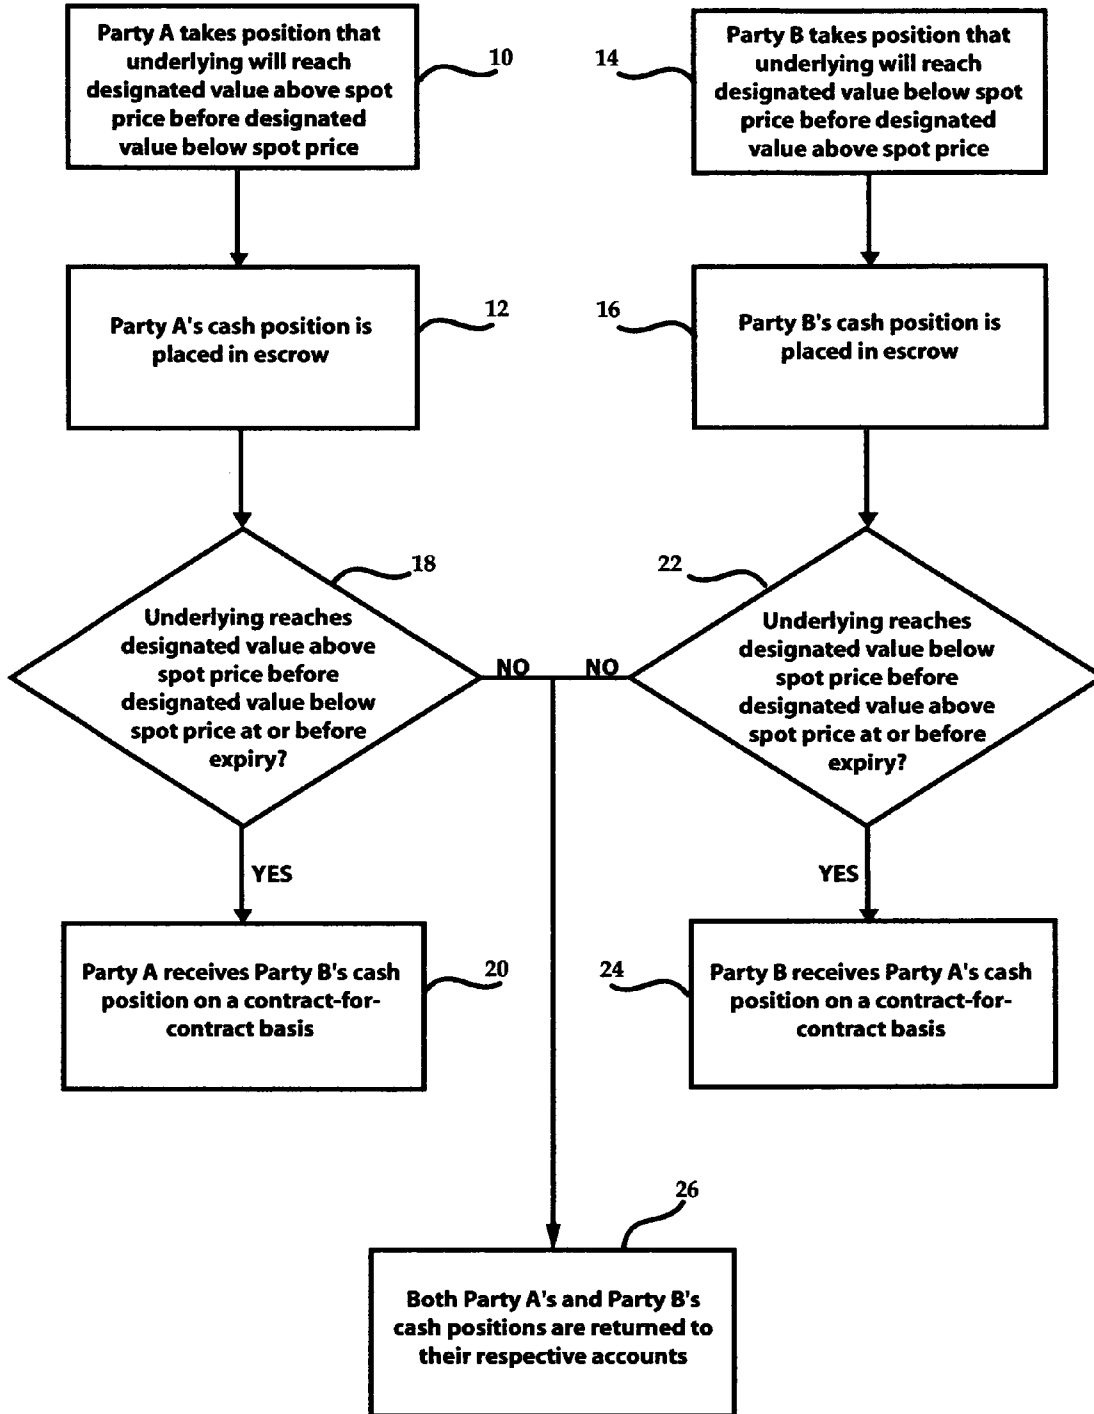 Party A takes position that
underlying will reach
designated value above spot
price before designated
value below spot price
10
14
Party B takes position that
underlying will reach
designated value below spot
price before designated
value above spot price
Party A's cash position is
placed in escrow
12
16
Party B's cash position is
placed in escrow
18
Underlying reaches
designated value above
spot price before
designated value below
spot price at or before
expiry?
NO
NO
22
Underlying reaches
designated value below
spot price before
designated value above
spot price at or before
expiry?
YES
YES
Party A receives Party B's cash
position on a contract-for-
contract basis
20
24
Party B receives Party A's cash
position on a contract-for-
contract basis
26
Both Party A's and Party B's
cash positions are returned to
their respective accounts